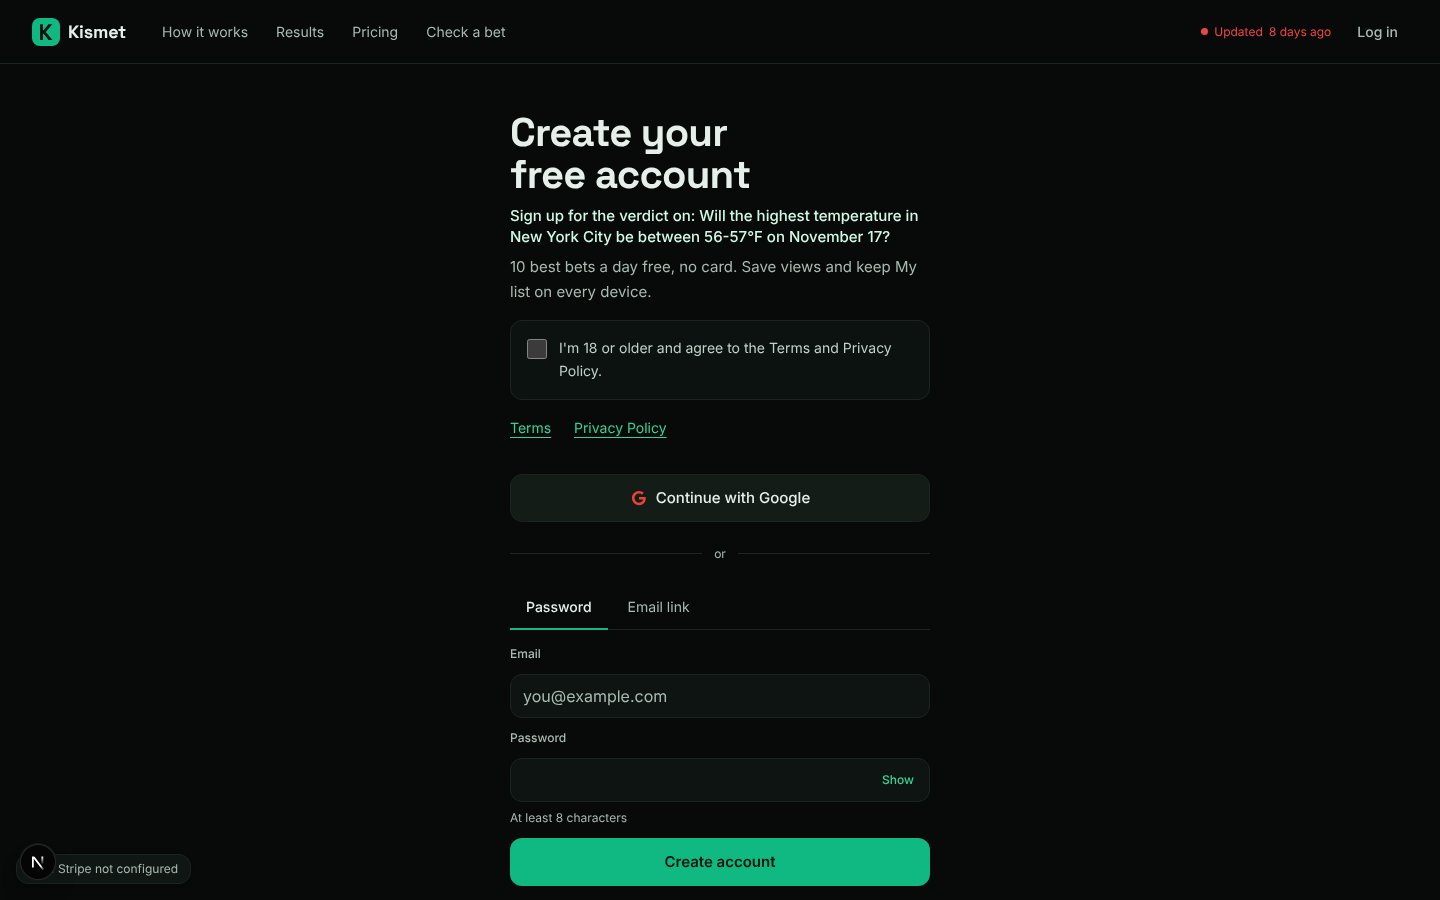 K Kismet How it works Results Pricing Check a bet Updated 8 days ago Log in
Create your
free account
Sign up for the verdict on: Will the highest temperature in
New York City be between 56-57°F on November 17?
10 best bets a day free, no card. Save views and keep My
list on every device.
I'm 18 or older and agree to the Terms and Privacy
Policy.
Terms Privacy Policy
G Continue with Google
or
Password Email link
Email
you@example.com
Password
Show
At least 8 characters
Create account
N Stripe not configured